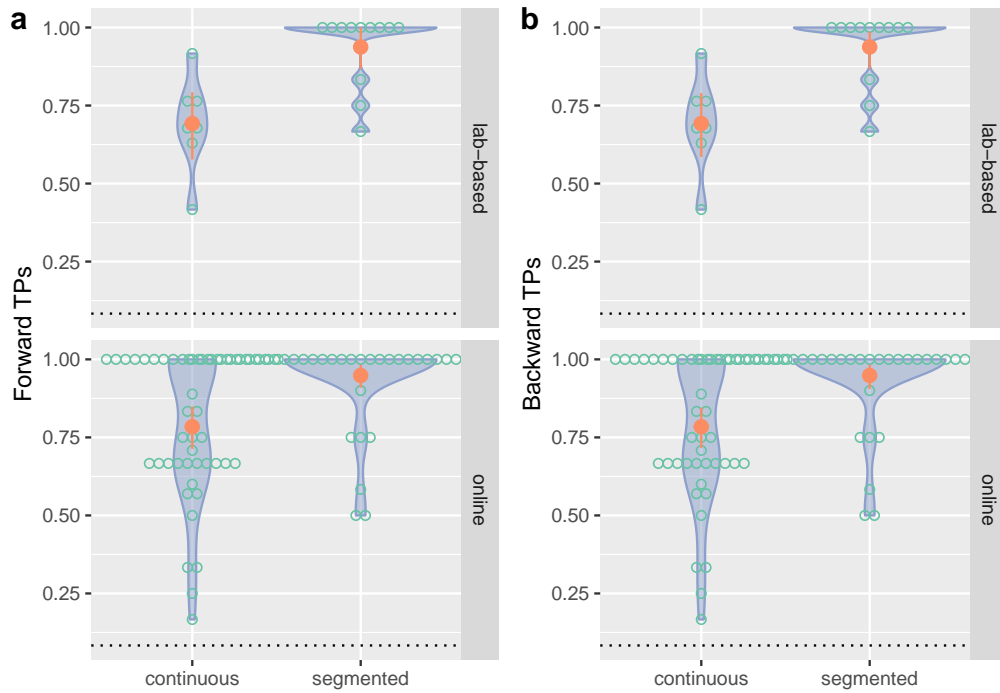 a
Forward TPs
1.00
0.75
0.50
0.25
lab−based
1.00
0.75
0.50
0.25
online
continuous
segmented
b
Backward TPs
1.00
0.75
0.50
0.25
lab−based
1.00
0.75
0.50
0.25
online
continuous
segmented